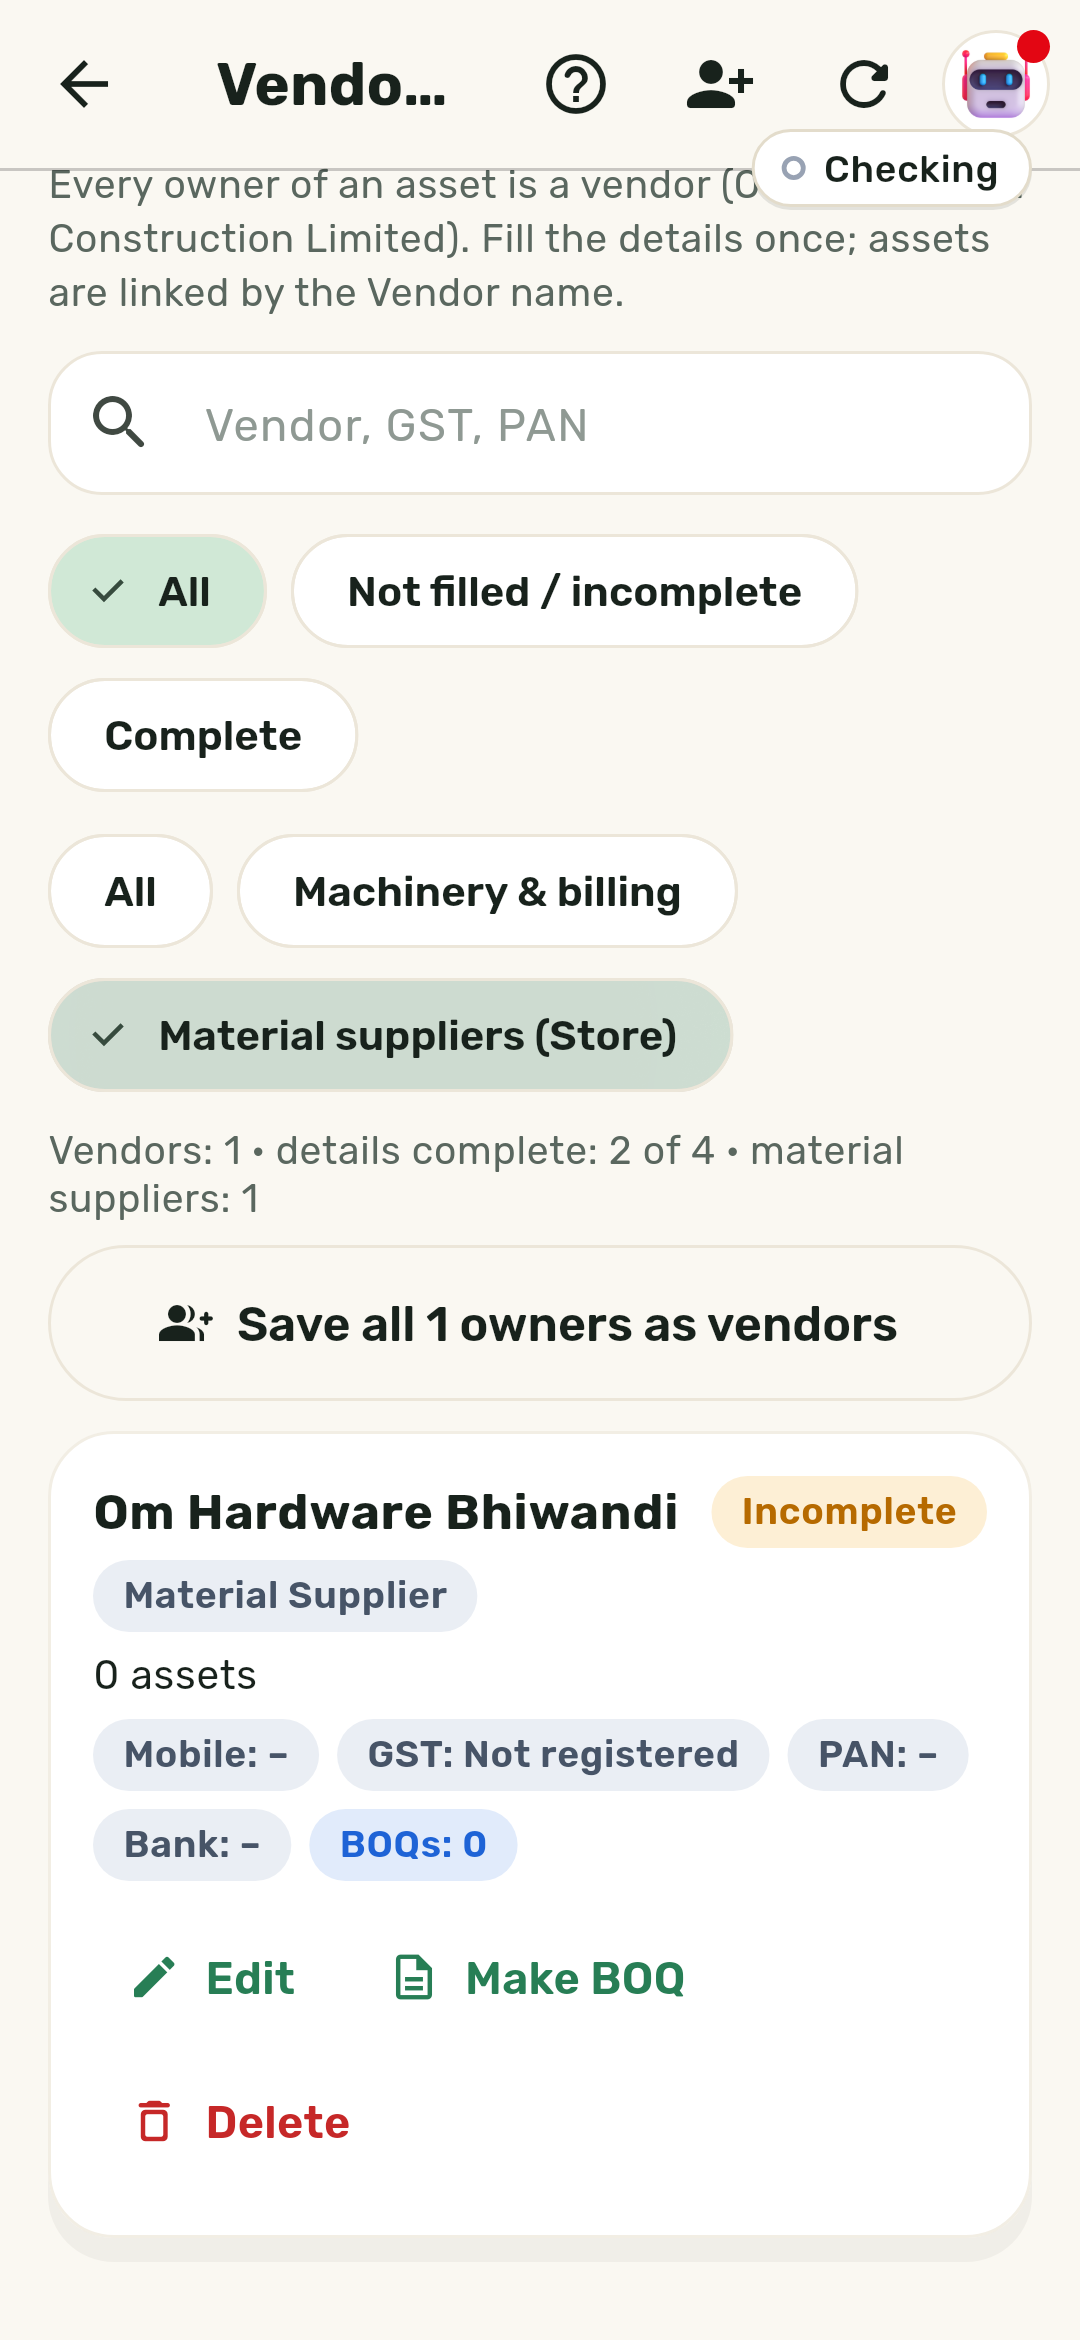 Vendo...
Checking
Every owner of an asset is a vendor (O
Construction Limited). Fill the details once; assets
are linked by the Vendor name.
Vendor, GST, PAN
All
Not filled / incomplete
Complete
All
Machinery & billing
Material suppliers (Store)
Vendors: 1 • details complete: 2 of 4 • material
suppliers: 1
Save all 1 owners as vendors
Om Hardware Bhiwandi
Incomplete
Material Supplier
0 assets
Mobile: –
GST: Not registered
PAN: –
Bank: –
BOQs: 0
Edit
Make BOQ
Delete